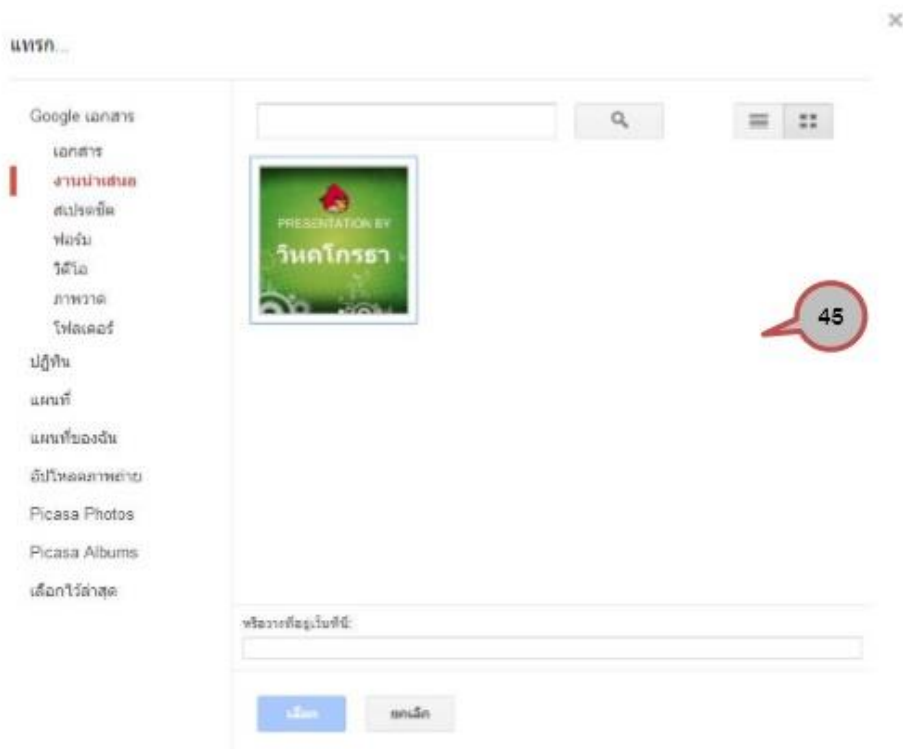 แทรก...
Google เอกสาร
เอกสาร
งานนำเสนอ
สเปรดชีต
ฟอร์ม
วิดีโอ
ภาพวาด
โฟลเดอร์
ปฏิทิน
แผนที่
แผนที่ของฉัน
อัปโหลดภาพถ่าย
Picasa Photos
Picasa Albums
เลือกไว้ล่าสุด
PRESENTATION BY
วิหคโกรธา
45
หรือวางที่อยู่เว็บที่นี่:
เลือก
ยกเลิก